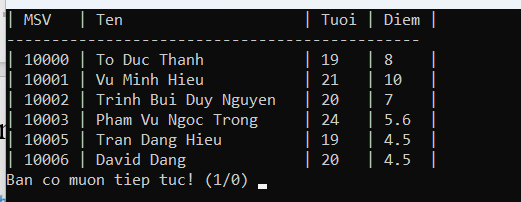 | MSV | Ten | Tuoi | Diem |
------------------------------------------------
| 10000 | To Duc Thanh | 19 | 8 |
| 10001 | Vu Minh Hieu | 21 | 10 |
| 10002 | Trinh Bui Duy Nguyen | 20 | 7 |
| 10003 | Pham Vu Ngoc Trong | 24 | 5.6 |
| 10005 | Tran Dang Hieu | 19 | 4.5 |
| 10006 | David Dang | 20 | 4.5 |
Ban co muon tiep tuc! (1/0)